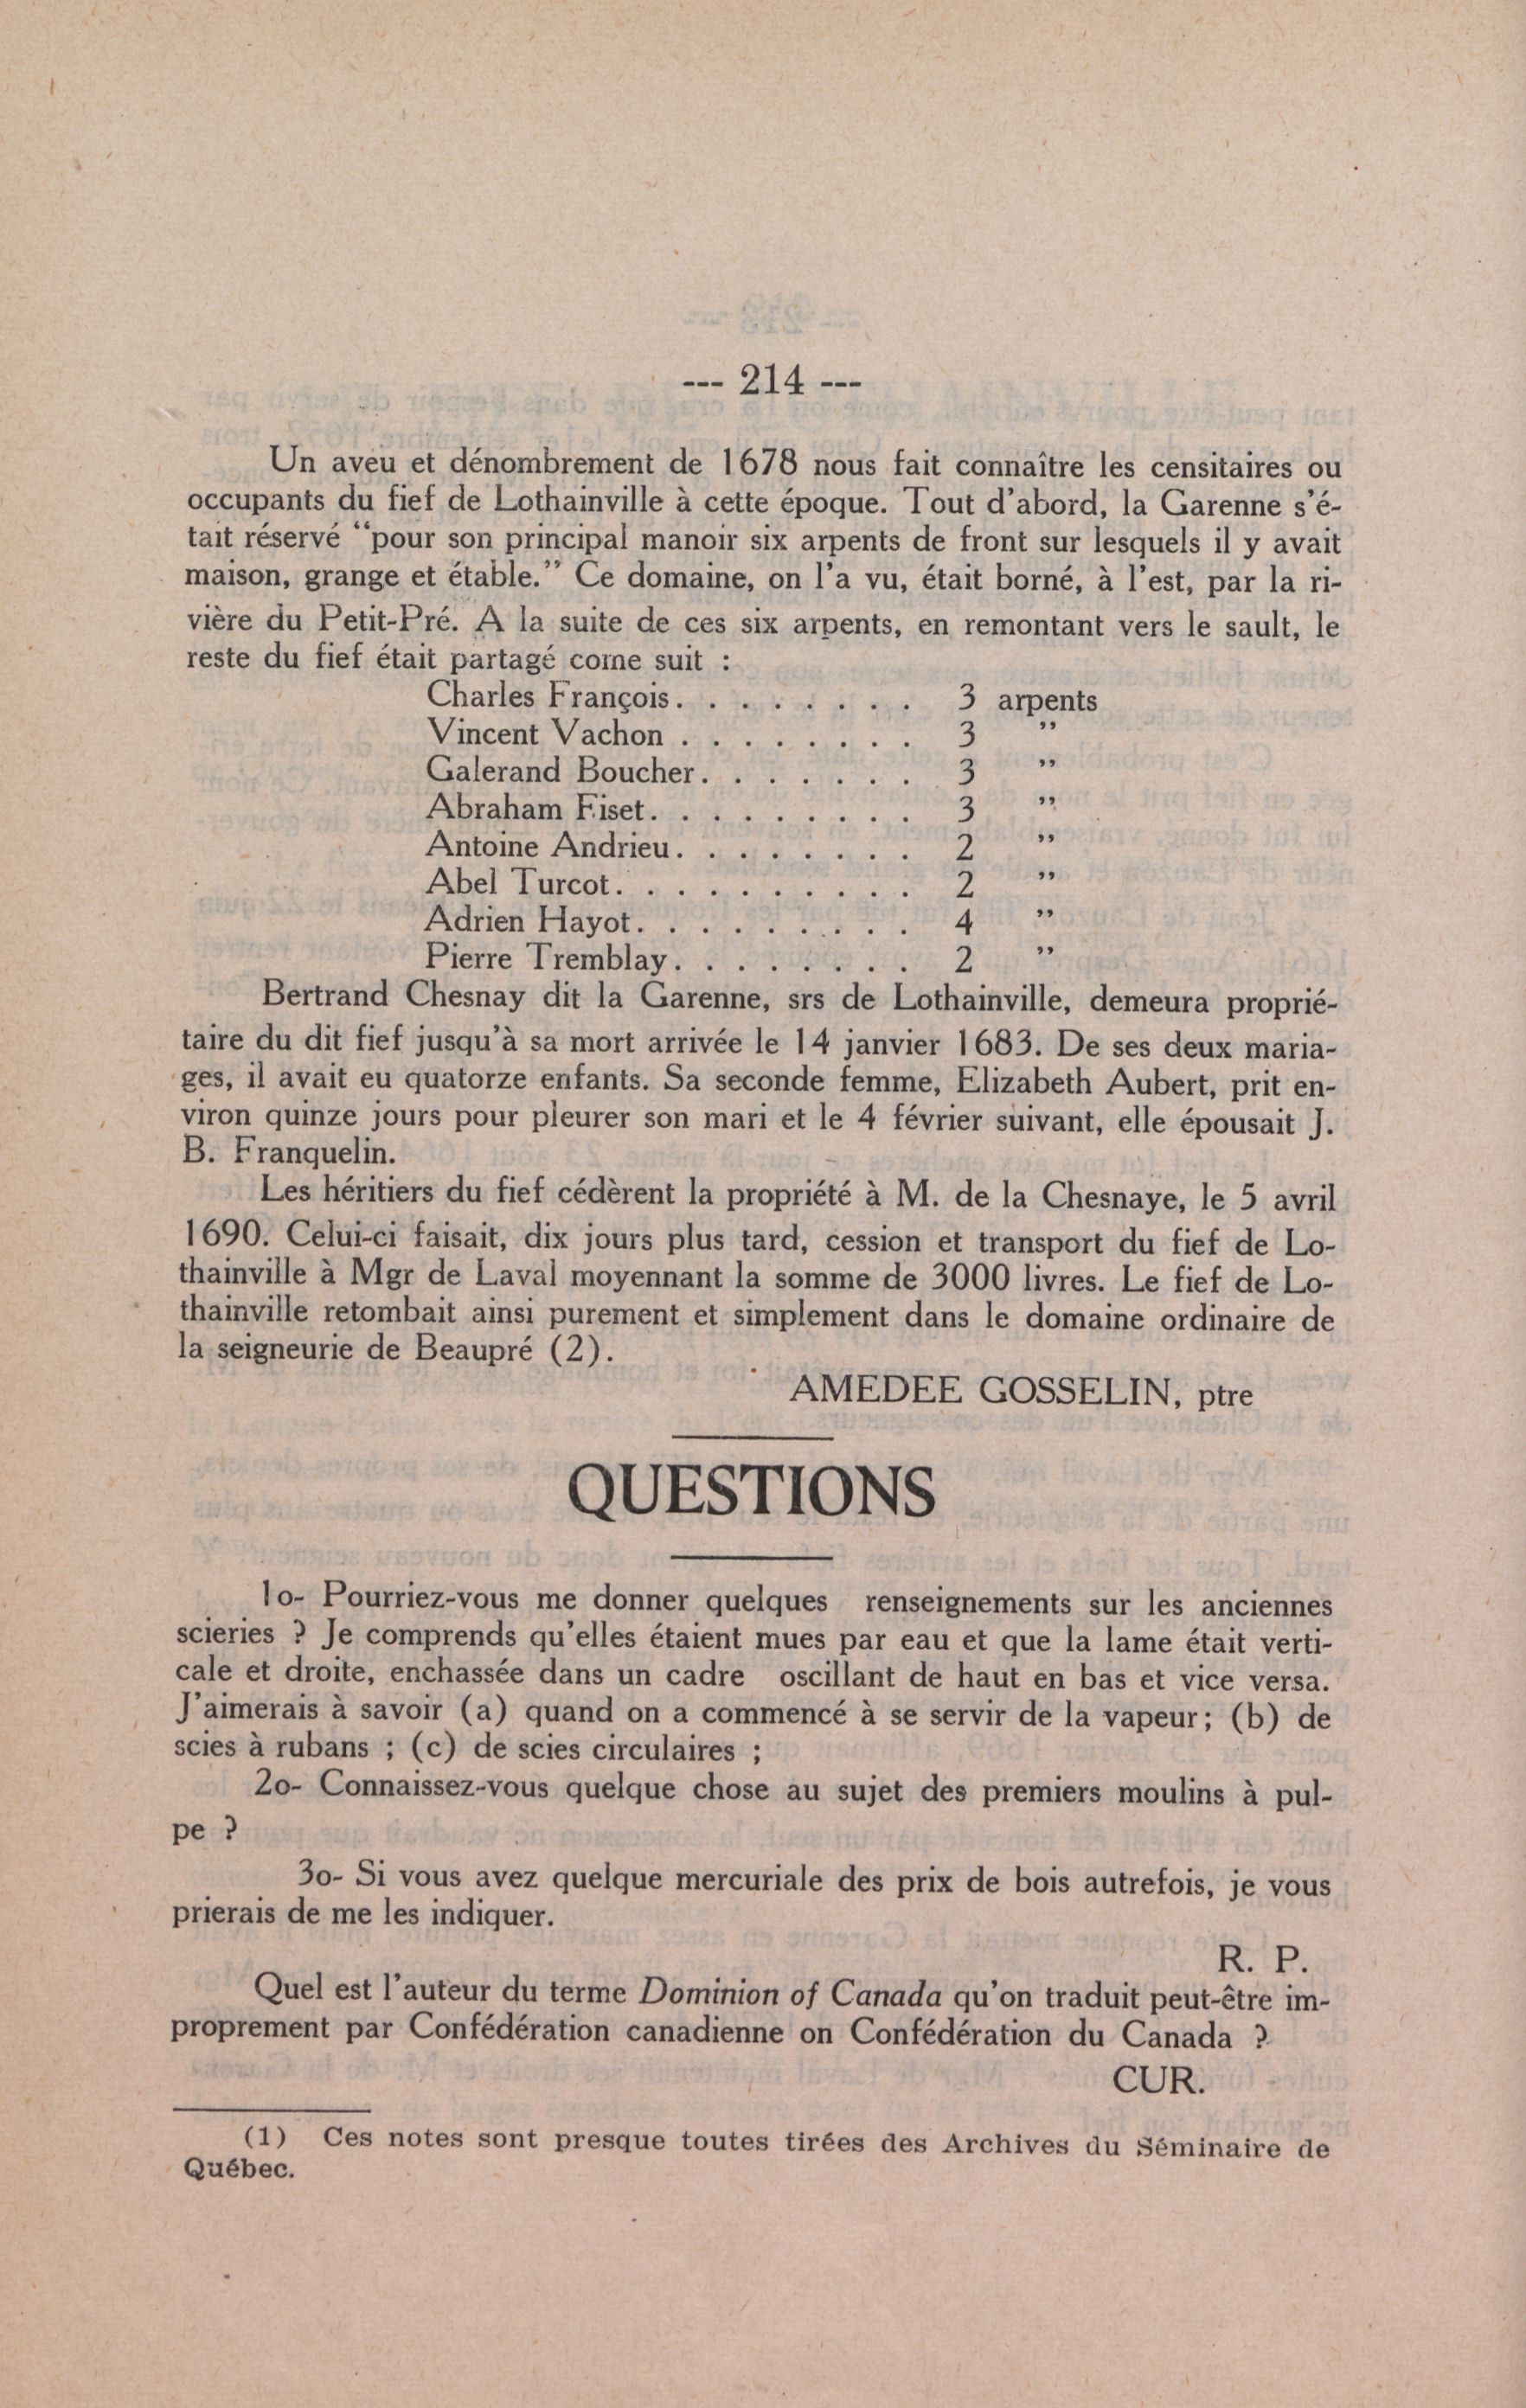 --- 214 ---
Un aveu et dénombrement de 1678 nous fait connaître les censitaires ou
occupants du fief de Lothainville à cette époque. Tout d'abord, la Garenne s'é-
tait réservé "pour son principal manoir six arpents de front sur lesquels il y avait
maison, grange et étable." Ce domaine, on l'a vu, était borné, à l'est, par la ri-
vière du Petit-Pré. A la suite de ces six arpents, en remontant vers le sault, le
reste du fief était partagé come suit :
Charles François. . . . . . . . 3 arpents
Vincent Vachon . . . . . . . . 3 "
Galerand Boucher. . . . . . . 3 "
Abraham Fiset. . . . . . . . . 3 "
Antoine Andrieu. . . . . . . . 2 "
Abel Turcot. . . . . . . . . . 2 "
Adrien Hayot. . . . . . . . . 4 "
Pierre Tremblay. . . . . . . . 2 "
Bertrand Chesnay dit la Garenne, srs de Lothainville, demeura proprié-
taire du dit fief jusqu'à sa mort arrivée le 14 janvier 1683. De ses deux maria-
ges, il avait eu quatorze enfants. Sa seconde femme, Elizabeth Aubert, prit en-
viron quinze jours pour pleurer son mari et le 4 février suivant, elle épousait J.
B. Franquelin.
Les héritiers du fief cédèrent la propriété à M. de la Chesnaye, le 5 avril
1690. Celui-ci faisait, dix jours plus tard, cession et transport du fief de Lo-
thainville à Mgr de Laval moyennant la somme de 3000 livres. Le fief de Lo-
thainville retombait ainsi purement et simplement dans le domaine ordinaire de
la seigneurie de Beaupré (2).
AMEDEE GOSSELIN, ptre
QUESTIONS
1o- Pourriez-vous me donner quelques renseignements sur les anciennes
scieries ? Je comprends qu'elles étaient mues par eau et que la lame était verti-
cale et droite, enchassée dans un cadre oscillant de haut en bas et vice versa.
J'aimerais à savoir (a) quand on a commencé à se servir de la vapeur; (b) de
scies à rubans ; (c) de scies circulaires ;
2o- Connaissez-vous quelque chose au sujet des premiers moulins à pul-
pe ?
3o- Si vous avez quelque mercuriale des prix de bois autrefois, je vous
prierais de me les indiquer.
R. P.
Quel est l'auteur du terme Dominion of Canada qu'on traduit peut-être im-
proprement par Confédération canadienne on Confédération du Canada ?
CUR.
(1) Ces notes sont presque toutes tirées des Archives du Séminaire de
Québec.